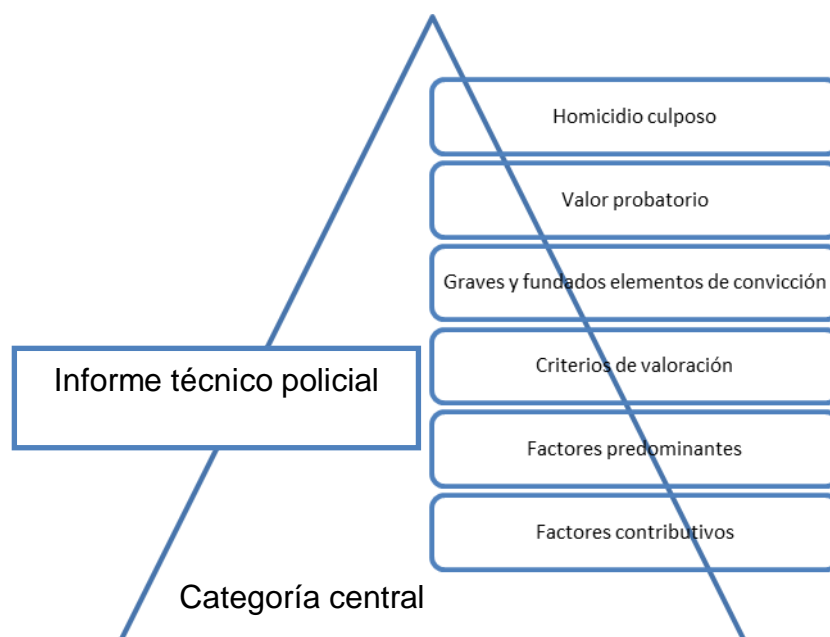 Homicidio culposo
Valor probatorio
Graves y fundados elementos de convicción
Criterios de valoración
Informe técnico policial
Factores predominantes
Factores contributivos
Categoría central